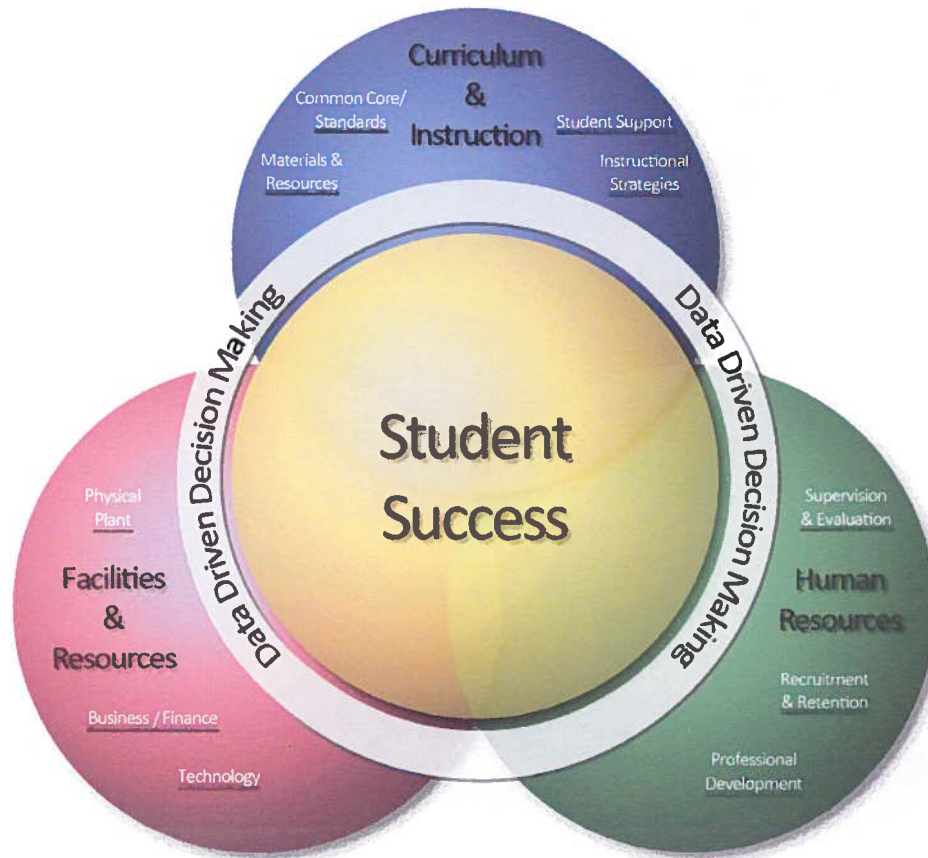 Curriculum
&
Instruction
Common Core/
Standards
Materials &
Resources
Student Support
Instructional
Strategies
Data Driven Decision Making
Data Driven Decision Making
Student
Success
Physical
Plant
Facilities
&
Resources
Business / Finance
Technology
Supervision
& Evaluation
Human
Resources
Recruitment
& Retention
Professional
Development